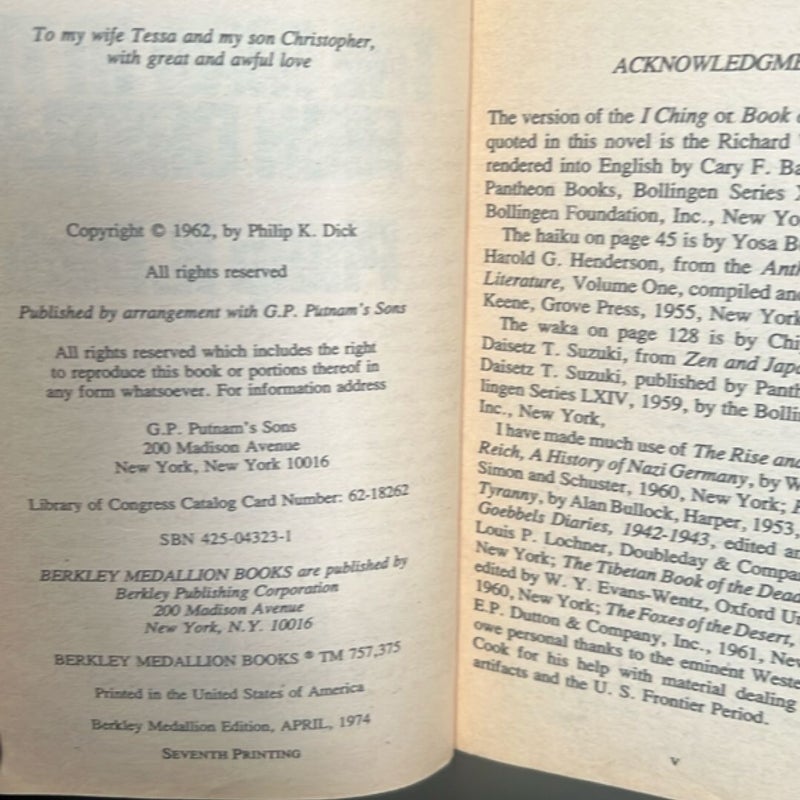 To my wife Tessa and my son Christopher,
with great and awful love
Copyright © 1962, by Philip K. Dick
All rights reserved
Published by arrangement with G.P. Putnam's Sons
All rights reserved which includes the right
to reproduce this book or portions thereof in
any form whatsoever. For information address
G.P. Putnam's Sons
200 Madison Avenue
New York, New York 10016
Library of Congress Catalog Card Number: 62-18262
SBN 425-04323-1
BERKLEY MEDALLION BOOKS are published by
Berkley Publishing Corporation
200 Madison Avenue
New York, N.Y. 10016
BERKLEY MEDALLION BOOKS ® TM 757,375
Printed in the United States of America
Berkley Medallion Edition, APRIL, 1974
SEVENTH PRINTING
ACKNOWLEDGME
The version of the I Ching or Book
quoted in this novel is the Richard
rendered into English by Cary F. Ba
Pantheon Books, Bollingen Series
Bollingen Foundation, Inc., New Yo
The haiku on page 45 is by Yosa B
Harold G. Henderson, from the Anth
Literature, Volume One, compiled and
Keene, Grove Press, 1955, New York
The waka on page 128 is by Chi
Daisetz T. Suzuki, from Zen and Japa
Daisetz T. Suzuki, published by Panth
lingen Series LXIV, 1959, by the Bollin
Inc., New York,
I have made much use of The Rise and
Reich, A History of Nazi Germany, by W
Simon and Schuster, 1960, New York;
Tyranny, by Alan Bullock, Harper, 1953,
Goebbels Diaries, 1942-1943, edited an
Louis P. Lochner, Doubleday & Compa
New York; The Tibetan Book of the Dead
edited by W. Y. Evans-Wentz, Oxford Un
1960, New York; The Foxes of the Desert,
E.P. Dutton & Company, Inc., 1961, New
owe personal thanks to the eminent Weste
Cook for his help with material dealing
artifacts and the U. S. Frontier Period.
v